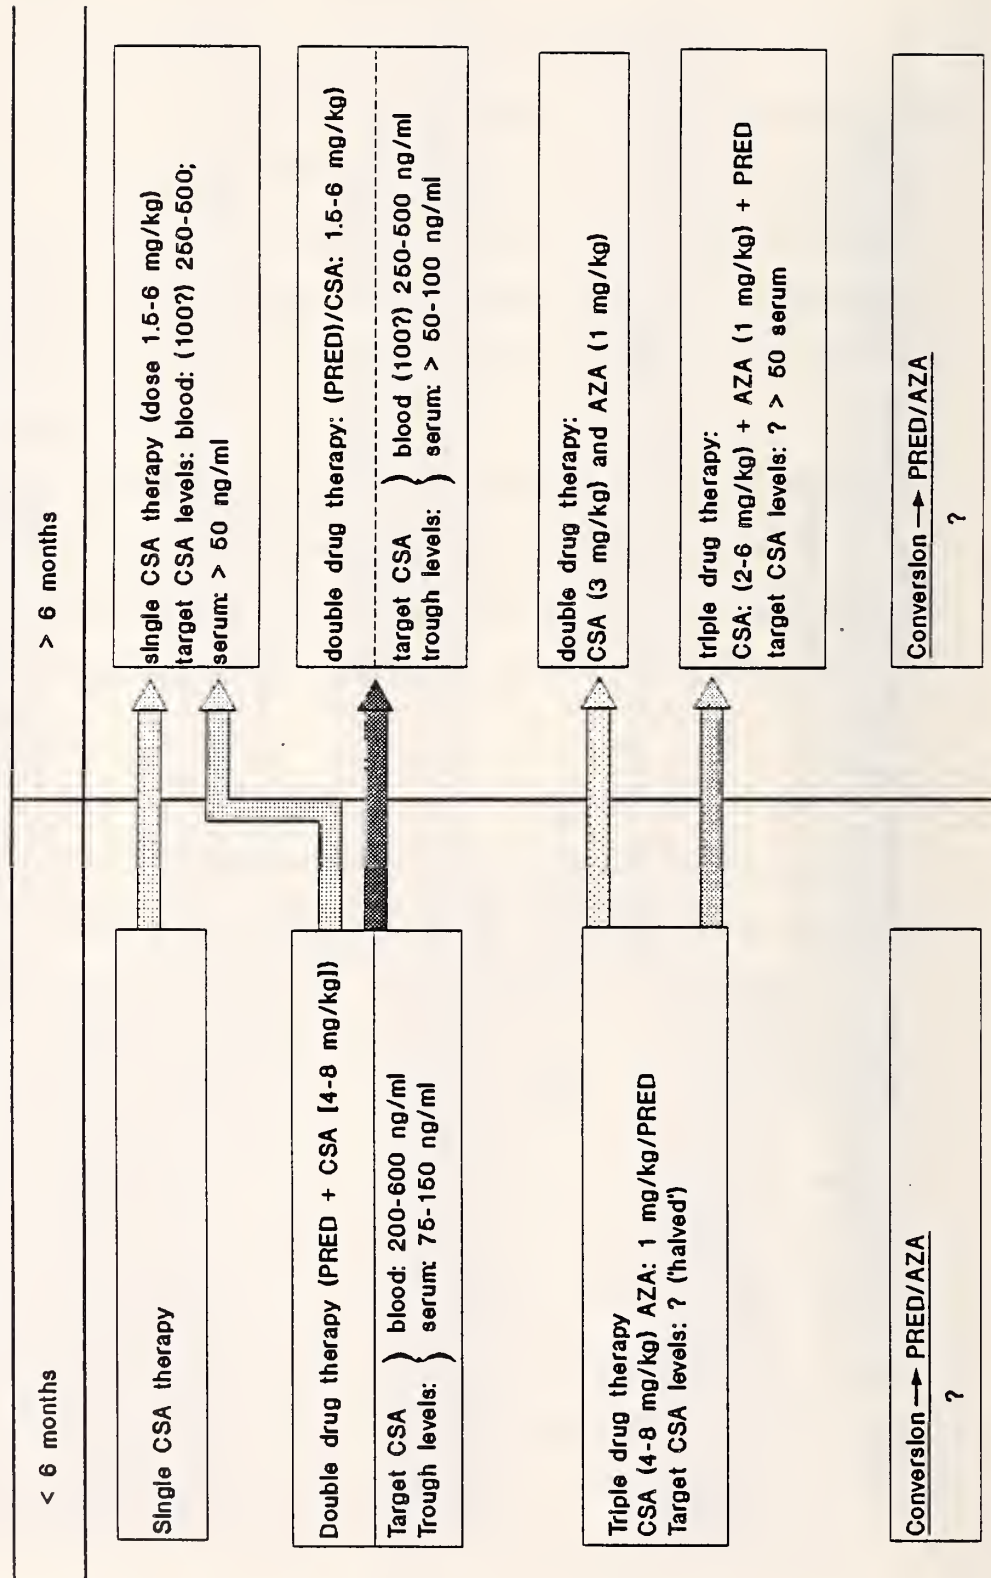 < 6 months
> 6 months
Single CSA therapy
single CSA therapy (dose 1.5-6 mg/kg)
target CSA levels: blood: (100?) 250-500;
serum: > 50 ng/ml
Double drug therapy (PRED + CSA [4-8 mg/kg])
Target CSA } blood: 200-600 ng/ml
Trough levels: serum: 75-150 ng/ml
double drug therapy: (PRED)/CSA: 1.5-6 mg/kg)
target CSA } blood (100?) 250-500 ng/ml
trough levels: serum: > 50-100 ng/ml
Triple drug therapy
CSA (4-8 mg/kg) AZA: 1 mg/kg/PRED
Target CSA levels: ? ('halved')
double drug therapy:
CSA (3 mg/kg) and AZA (1 mg/kg)
triple drug therapy:
CSA: (2-6 mg/kg) + AZA (1 mg/kg) + PRED
target CSA levels: ? > 50 serum
Conversion → PRED/AZA
?
Conversion → PRED/AZA
?